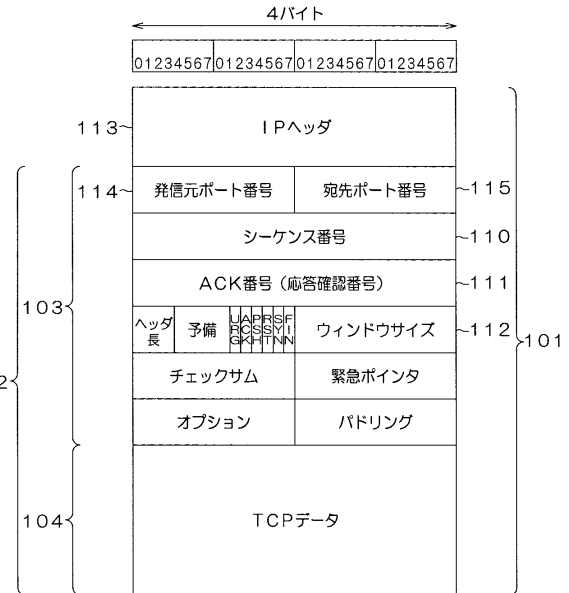 4バイト
01234567 01234567 01234567 01234567
113 IPヘッダ
114 発信元ポート番号 宛先ポート番号 115
シーケンス番号 110
ACK番号(応答確認番号) 111
103 ヘッダ長 予備 URG ACK PSH RST SYN FIN ウィンドウサイズ 112
101
2 チェックサム 緊急ポインタ
オプション パドリング
104 TCPデータ